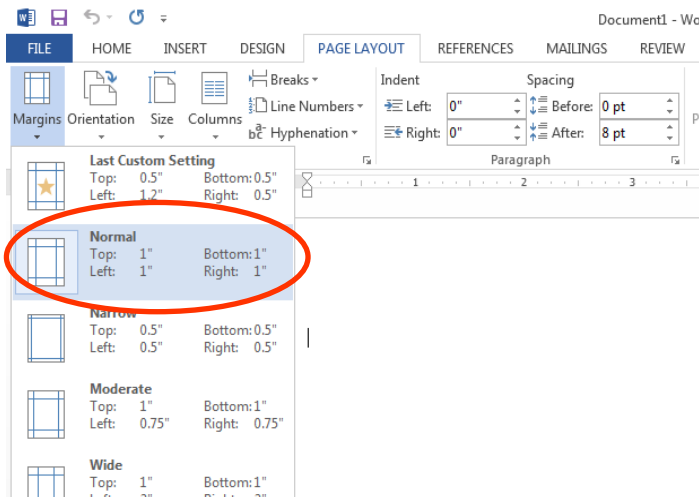 Document1 - Wo
FILE HOME INSERT DESIGN PAGE LAYOUT REFERENCES MAILINGS REVIEW
Margins Orientation Size Columns
Breaks
Line Numbers
Hyphenation
Indent
Left: 0"
Right: 0"
Spacing
Before: 0 pt
After: 8 pt
Paragraph
1 2 3
Last Custom Setting
Top: 0.5" Bottom: 0.5"
Left: 1.2" Right: 0.5"
Normal
Top: 1" Bottom: 1"
Left: 1" Right: 1"
Narrow
Top: 0.5" Bottom: 0.5"
Left: 0.5" Right: 0.5"
Moderate
Top: 1" Bottom: 1"
Left: 0.75" Right: 0.75"
Wide
Top: 1" Bottom: 1"